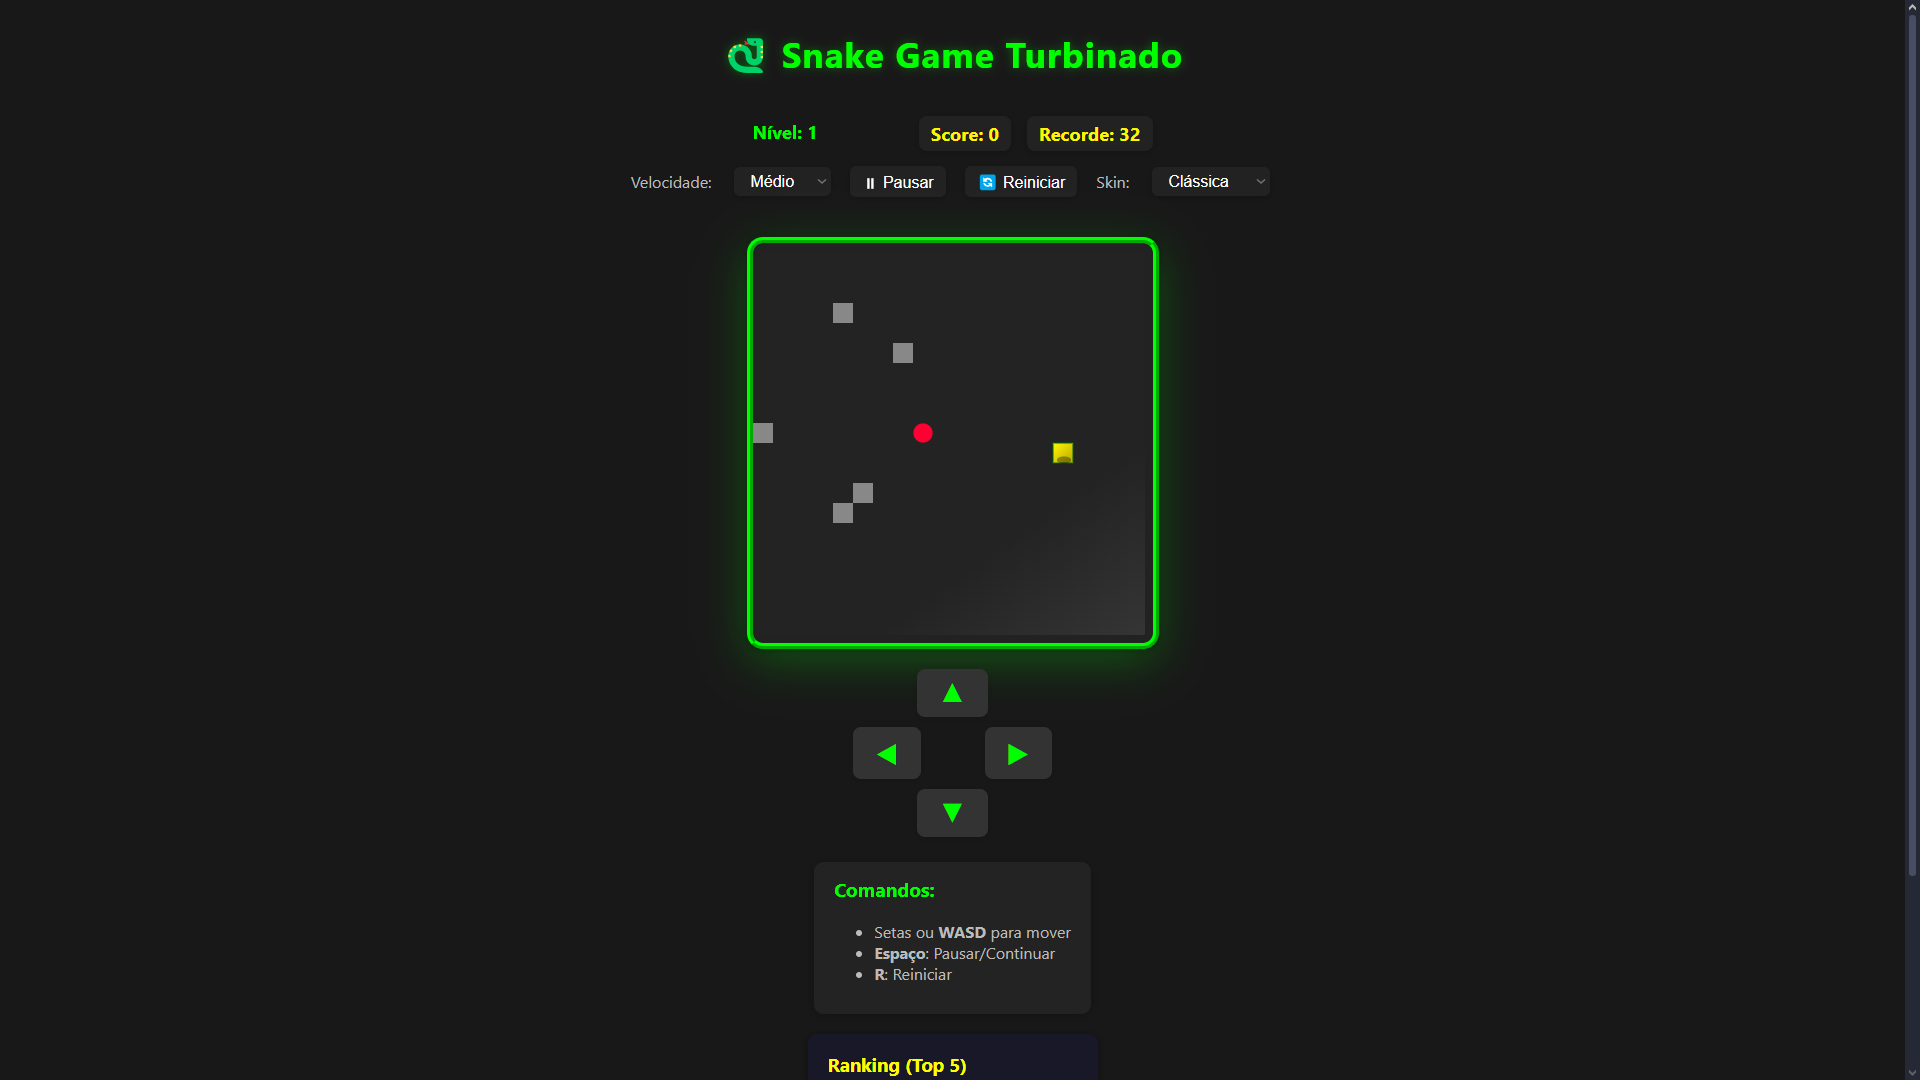 Snake Game Turbinado
Nível: 1
Score: 0
Recorde: 32
Velocidade:
Médio
Pausar
Reiniciar
Skin:
Clássica
Comandos:
Setas ou WASD para mover
Espaço: Pausar/Continuar
R: Reiniciar
Ranking (Top 5)